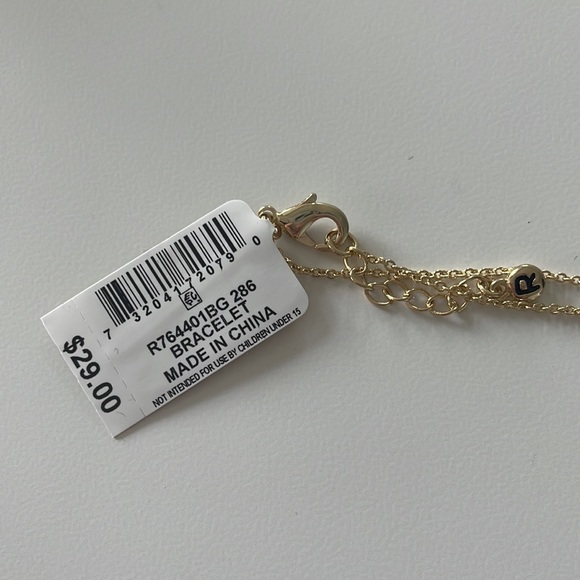 7 32041 72079 0
R764401BG 286
BRACELET
MADE IN CHINA
NOT INTENDED FOR USE BY CHILDREN UNDER 15
$29.00
R